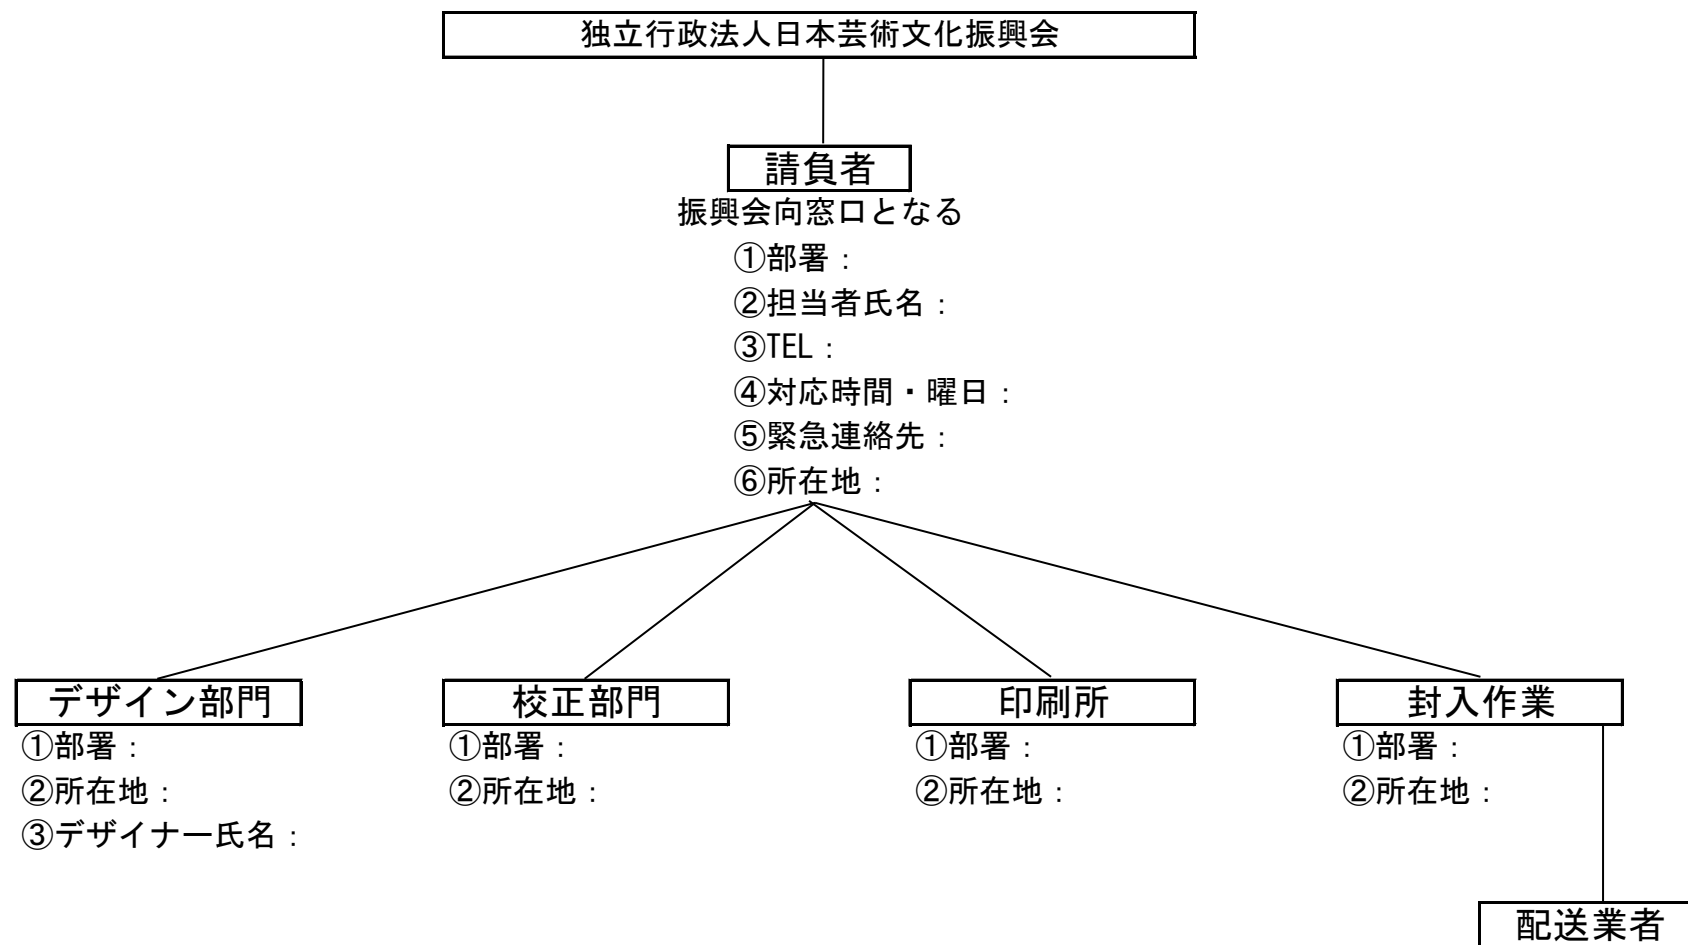 独立行政法人日本芸術文化振興会
請負者
振興会向窓口となる
①部署：
②担当者氏名：
③TEL：
④対応時間・曜日：
⑤緊急連絡先：
⑥所在地：
デザイン部門
①部署：
②所在地：
③デザイナー氏名：
校正部門
①部署：
②所在地：
印刷所
①部署：
②所在地：
封入作業
①部署：
②所在地：
配送業者